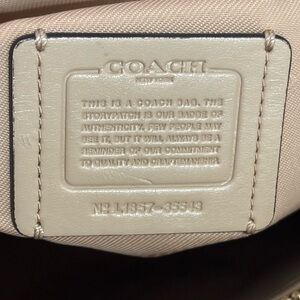 COACH
NEW YORK
THIS IS A COACH BAG. THE
STORYPATCH IS OUR BADGE OF
AUTHENTICITY. FEW PEOPLE MAY
SEE IT, BUT IT WILL ALWAYS BE A
REMINDER OF OUR COMMITMENT
TO QUALITY AND CRAFTSMANSHIP.
Nº L1857-35543